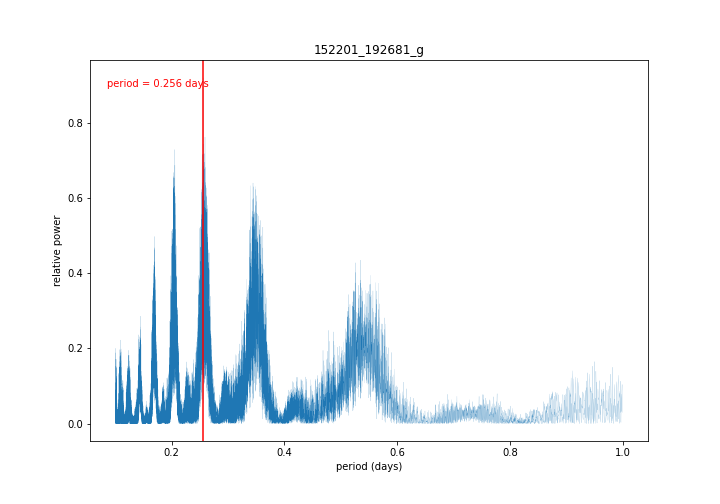 152201_192681_g
period = 0.256 days
relative power
0.8
0.6
0.4
0.2
0.0
0.2 0.4 0.6 0.8 1.0
period (days)